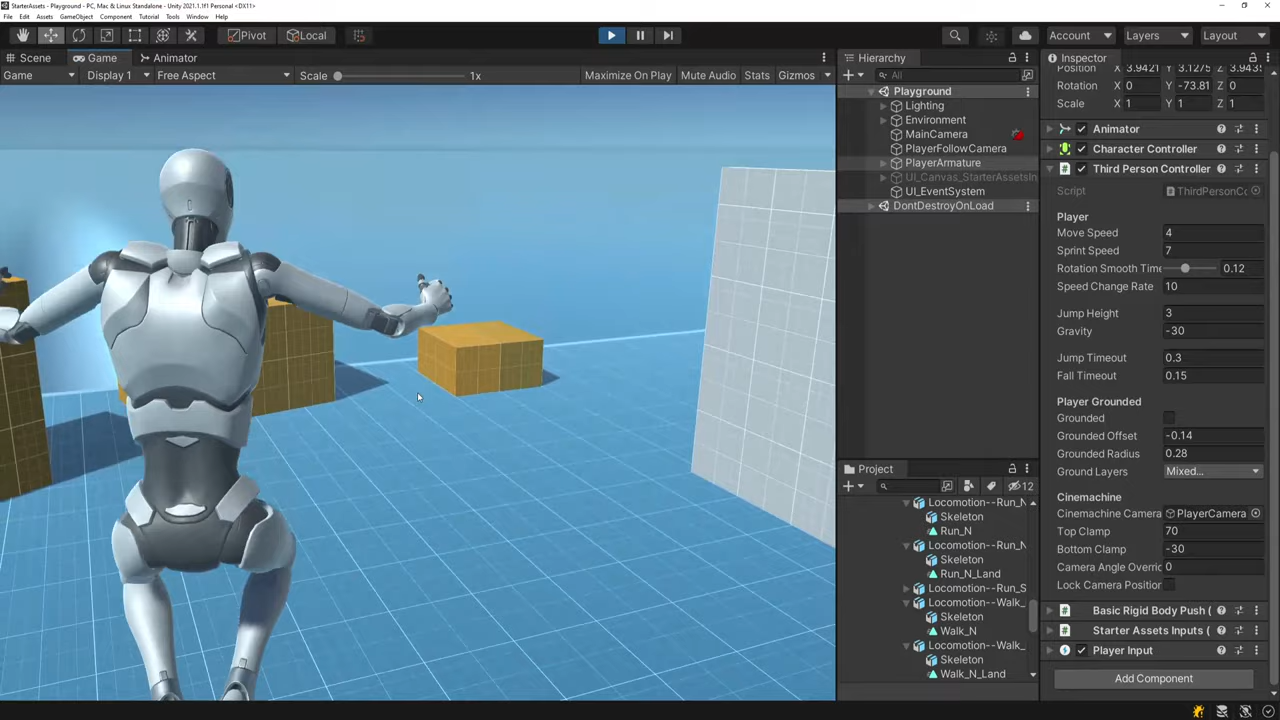 StarterAssets - Playground - PC, Mac & Linux Standalone - Unity 2021.1.1f1 Personal <DX11>
File Edit Assets GameObject Component Tutorial Tools Window Help
Pivot Local Account Layers Layout
Scene Game Animator
Game Display 1 Free Aspect Scale 1x Maximize On Play Mute Audio Stats Gizmos
Hierarchy
All
Playground
Lighting
Environment
MainCamera
PlayerFollowCamera
PlayerArmature
UI_Canvas_StarterAssetsIn
UI_EventSystem
DontDestroyOnLoad
Project
12
Locomotion--Run_N
Skeleton
Run_N
Locomotion--Run_N
Skeleton
Run_N_Land
Locomotion--Run_S
Locomotion--Walk_
Skeleton
Walk_N
Locomotion--Walk_
Skeleton
Walk_N_Land
Inspector
Position X 3.9421 Y 3.1275 Z 3.943
Rotation X 0 Y -73.81 Z 0
Scale X 1 Y 1 Z 1
Animator
Character Controller
Third Person Controller
Script ThirdPersonCo
Player
Move Speed 4
Sprint Speed 7
Rotation Smooth Time 0.12
Speed Change Rate 10
Jump Height 3
Gravity -30
Jump Timeout 0.3
Fall Timeout 0.15
Player Grounded
Grounded
Grounded Offset -0.14
Grounded Radius 0.28
Ground Layers Mixed...
Cinemachine
Cinemachine Camera PlayerCamera
Top Clamp 70
Bottom Clamp -30
Camera Angle Overric 0
Lock Camera Position
Basic Rigid Body Push (
Starter Assets Inputs (
Player Input
Add Component